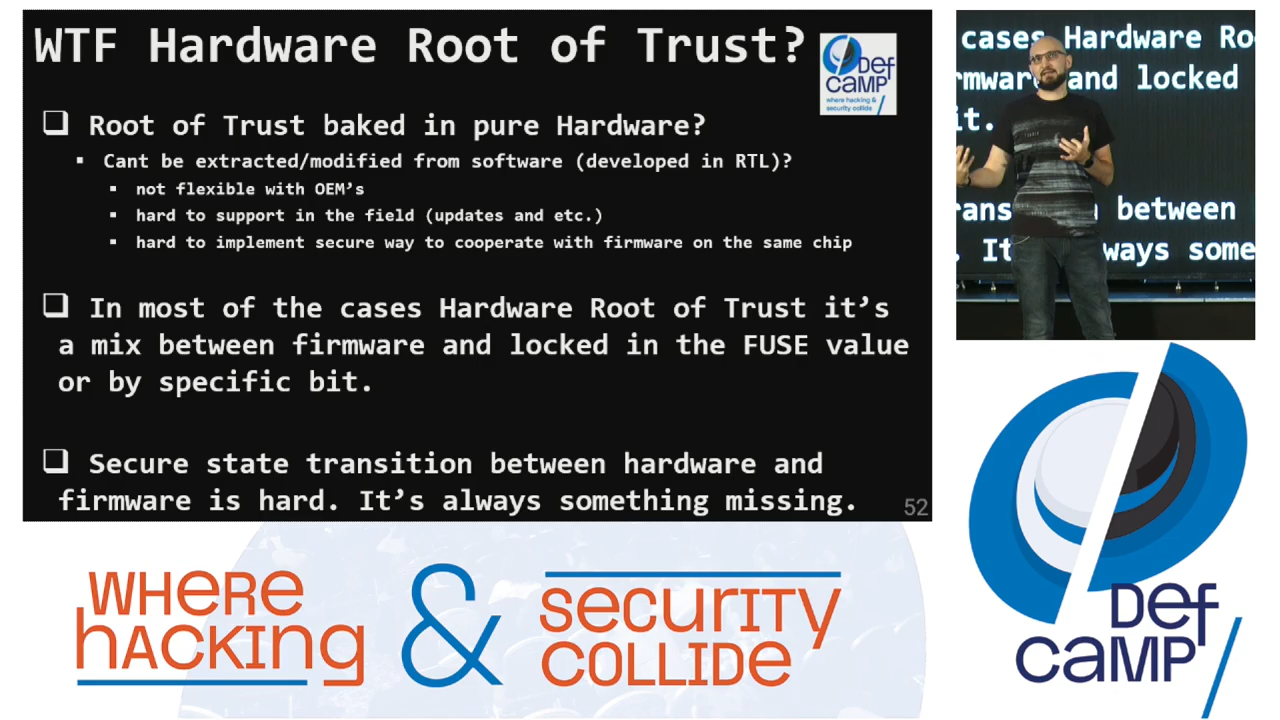 WTF Hardware Root of Trust?
DefCamp
where hacking &
security collide
❑ Root of Trust baked in pure Hardware?
▪ Cant be extracted/modified from software (developed in RTL)?
▪ not flexible with OEM’s
▪ hard to support in the field (updates and etc.)
▪ hard to implement secure way to cooperate with firmware on the same chip
❑ In most of the cases Hardware Root of Trust it’s
a mix between firmware and locked in the FUSE value
or by specific bit.
❑ Secure state transition between hardware and
firmware is hard. It’s always something missing.
52
cases Hardware Ro
rmware and locked
it.
between
It ways some
WHere
HACKING
&
securITY
COLLIDE
Def
CaMP